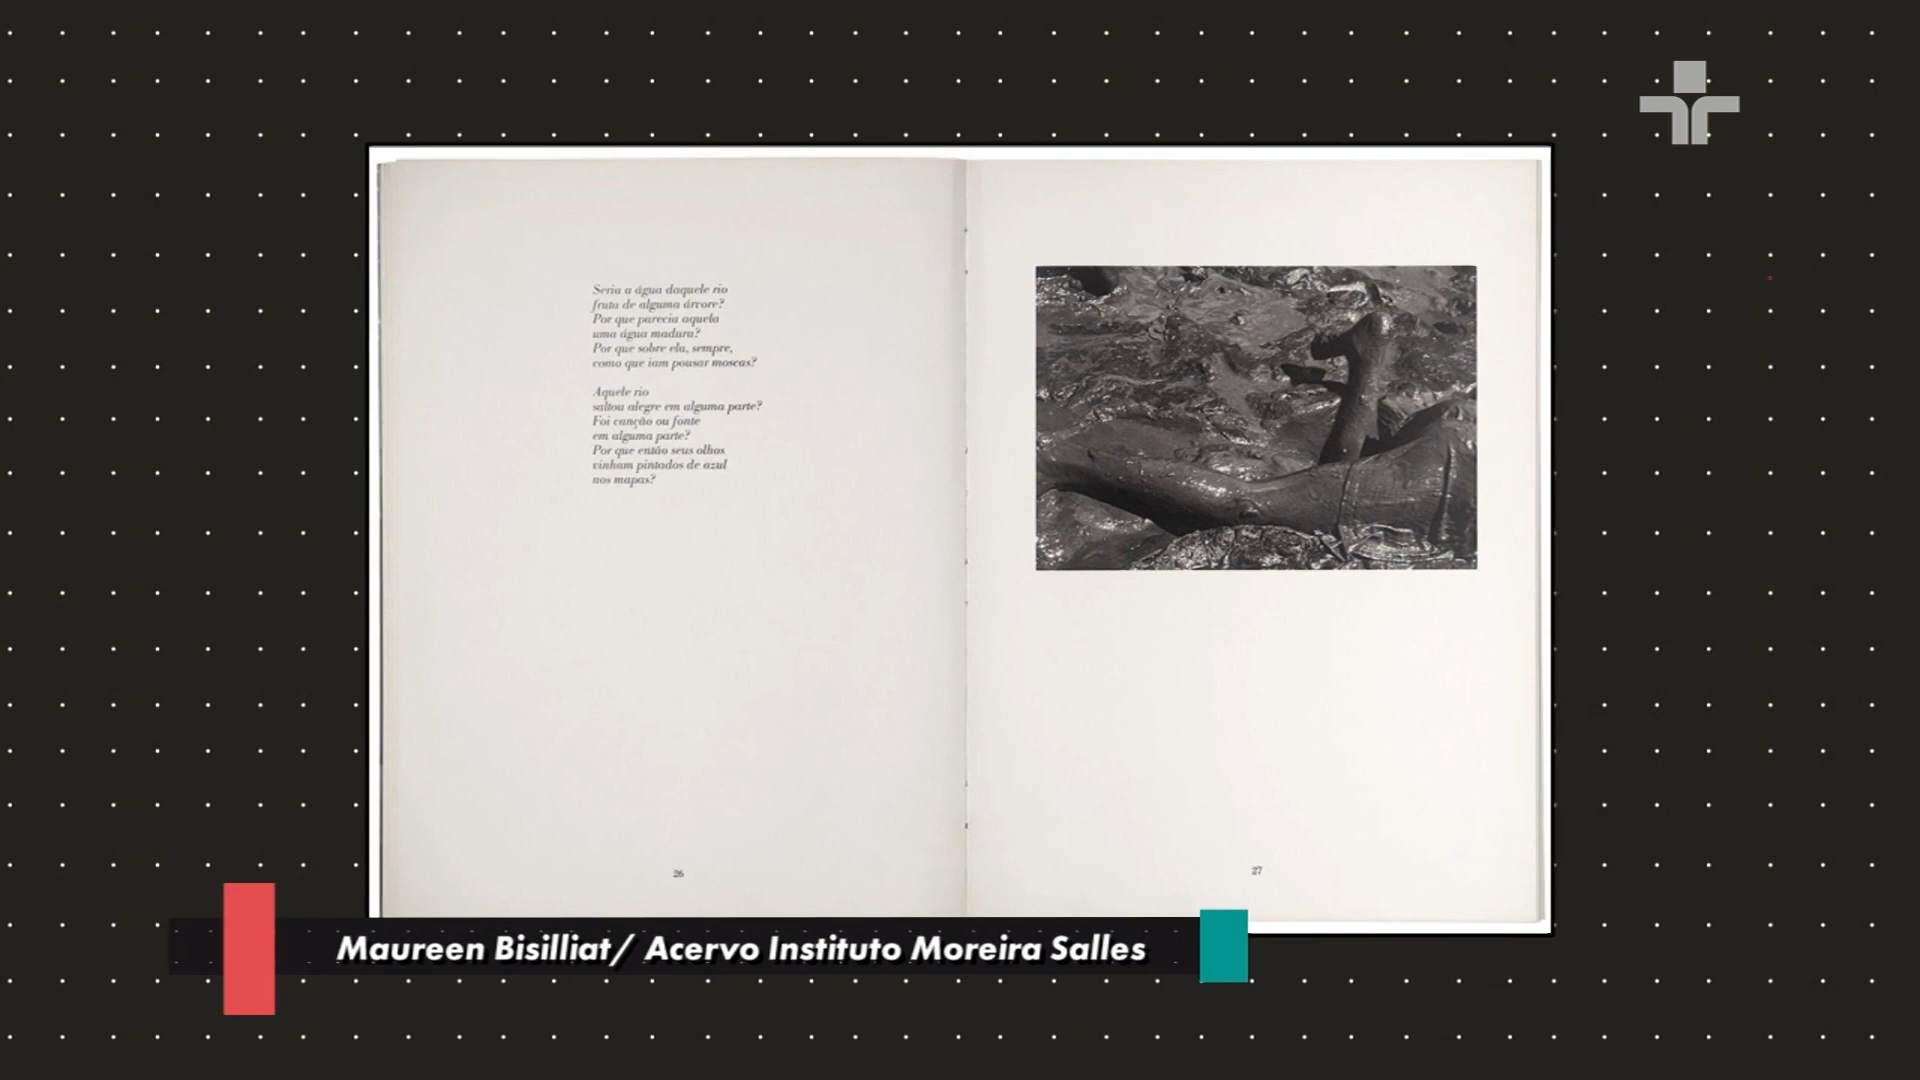 Seria a água daquele rio
fruta de alguma árvore?
Por que parecia aquela
uma água madura?
Por que sobre ela, sempre,
como que iam pousar moscas?
Aquele rio
saltou alegre em alguma parte?
Foi canção ou fonte
em alguma parte?
Por que então seus olhos
vinham pintados de azul
nos mapas?
26
27
Maureen Bisilliat/ Acervo Instituto Moreira Salles